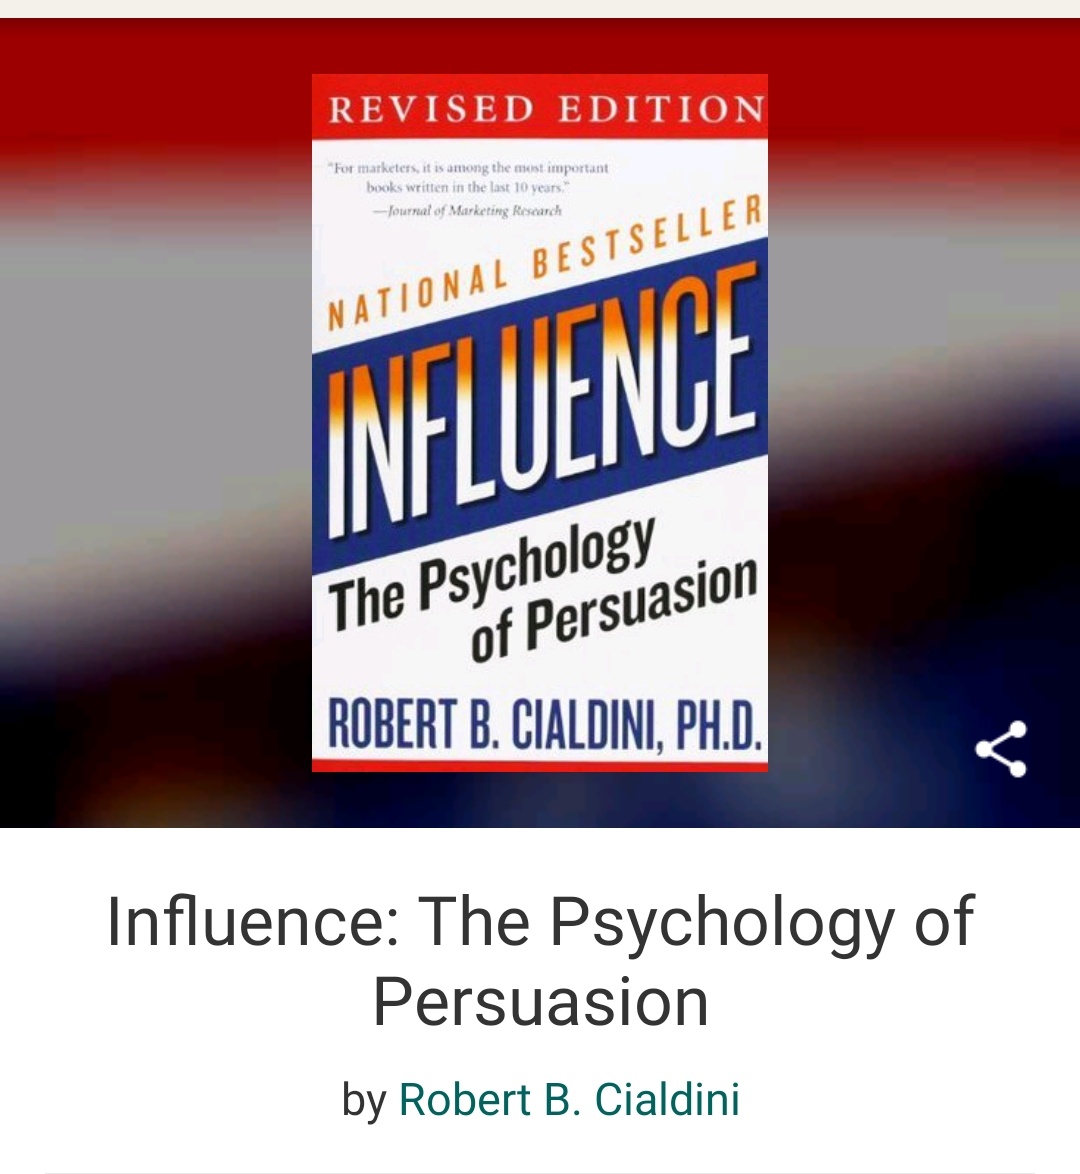 REVISED EDITION
"For marketers, it is among the most important
books written in the last 10 years."
—Journal of Marketing Research
NATIONAL BESTSELLER
INFLUENCE
The Psychology
of Persuasion
ROBERT B. CIALDINI, PH.D.
Influence: The Psychology of
Persuasion
by Robert B. Cialdini